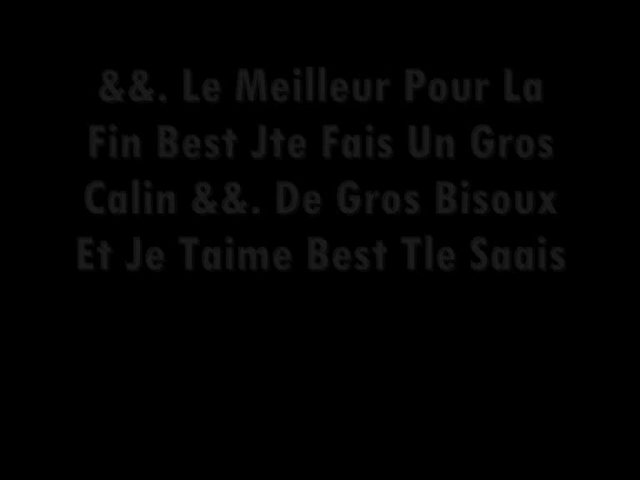 &&. Le Meilleur Pour La
Fin Best Jte Fais Un Gros
Calin &&. De Gros Bisoux
Et Je Taime Best Tle Saais